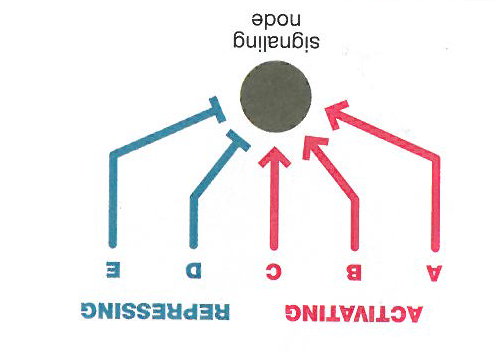 ACTIVATING REPRESSING
A B C D E
signaling
node